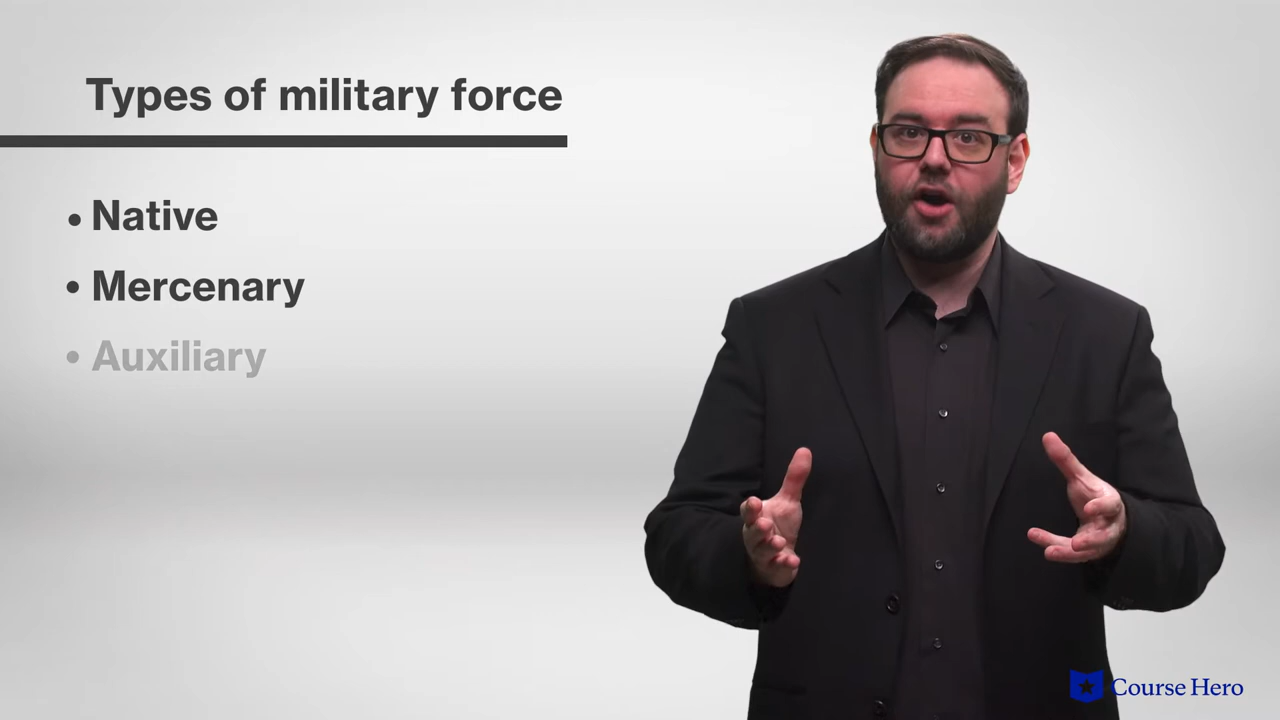 Types of military force
• Native
• Mercenary
• Auxiliary
Course Hero